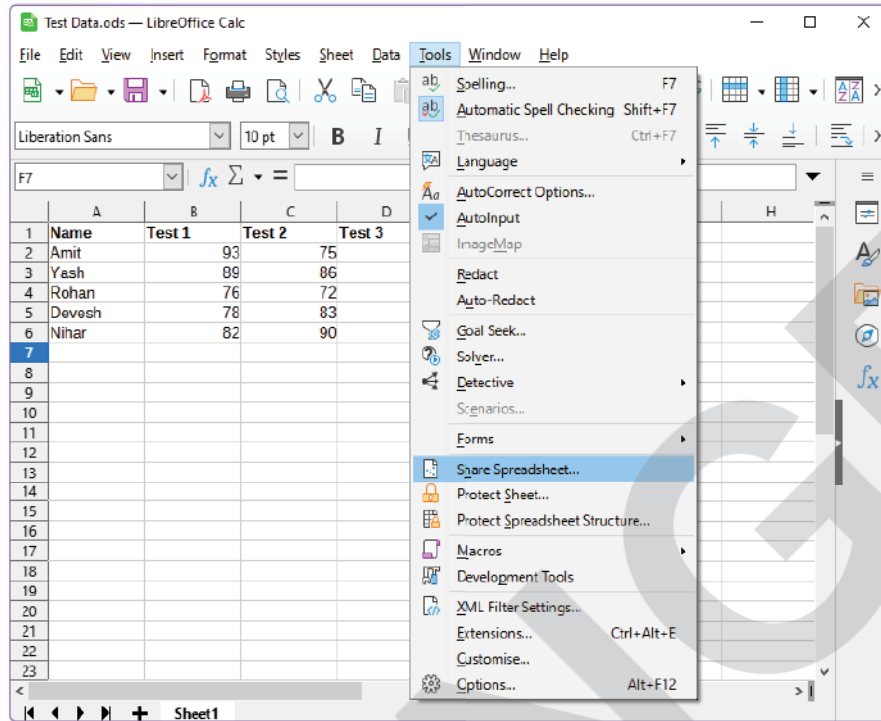 Test Data.ods — LibreOffice Calc
File Edit View Insert Format Styles Sheet Data Tools Window Help
Liberation Sans 10 pt B I
F7 fx Σ =
A B C D H
1 Name Test 1 Test 2 Test 3
2 Amit 93 75
3 Yash 89 86
4 Rohan 76 72
5 Devesh 78 83
6 Nihar 82 90
7
8
9
10
11
12
13
14
15
16
17
18
19
20
21
22
23
Sheet1
Spelling... F7
Automatic Spell Checking Shift+F7
Thesaurus... Ctrl+F7
Language
AutoCorrect Options...
AutoInput
ImageMap
Redact
Auto-Redact
Goal Seek...
Solver...
Detective
Scenarios...
Forms
Share Spreadsheet...
Protect Sheet...
Protect Spreadsheet Structure...
Macros
Development Tools
XML Filter Settings...
Extensions... Ctrl+Alt+E
Customise...
Options... Alt+F12